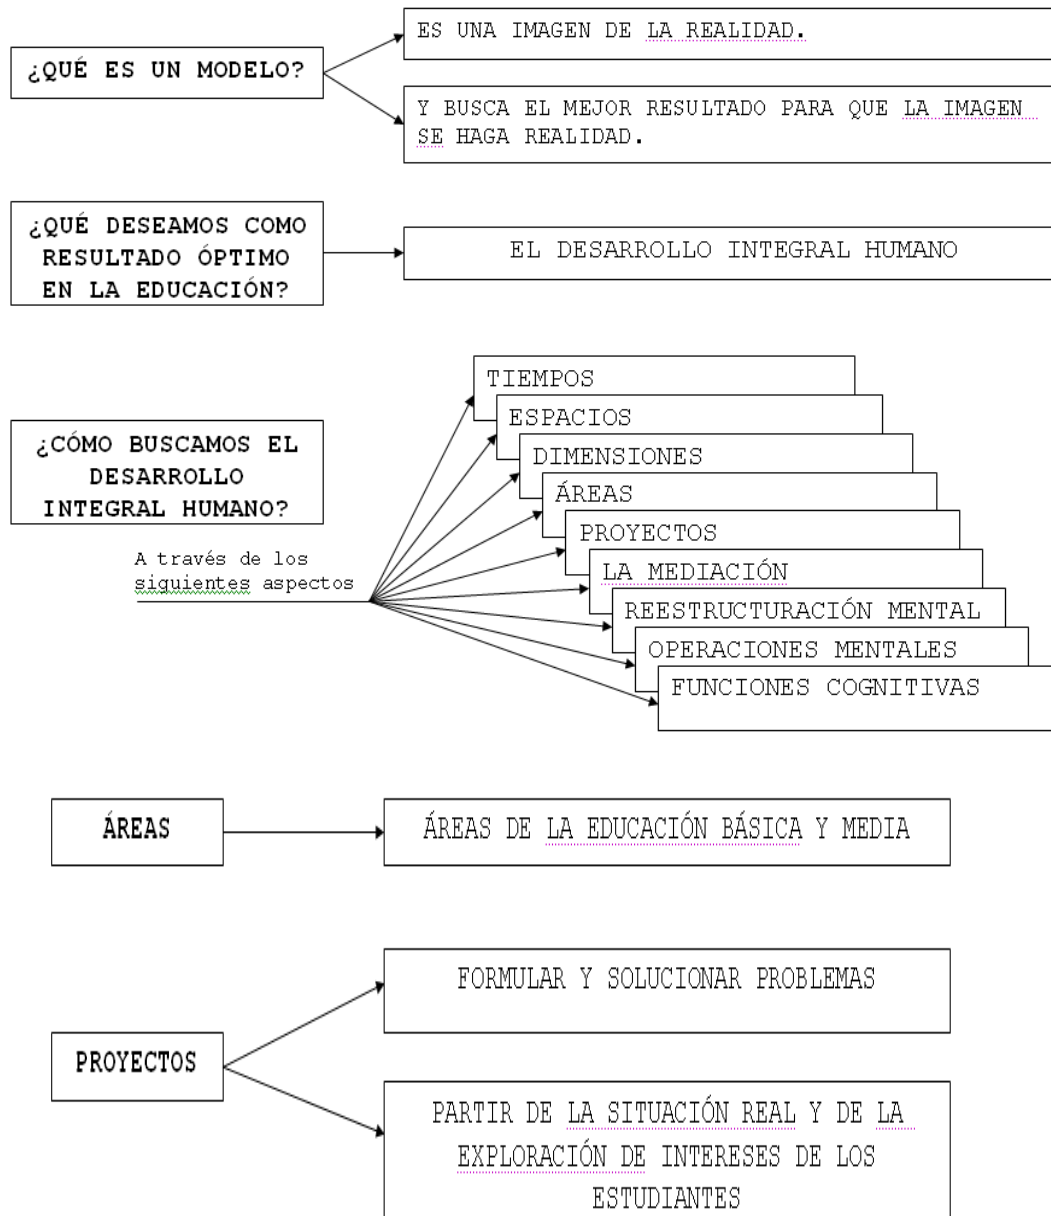 ¿QUÉ ES UN MODELO?
ES UNA IMAGEN DE LA REALIDAD.
Y BUSCA EL MEJOR RESULTADO PARA QUE LA IMAGEN
SE HAGA REALIDAD.
¿QUÉ DESEAMOS COMO
RESULTADO ÓPTIMO
EN LA EDUCACIÓN?
EL DESARROLLO INTEGRAL HUMANO
¿CÓMO BUSCAMOS EL
DESARROLLO
INTEGRAL HUMANO?
A través de los
siguientes aspectos
TIEMPOS
ESPACIOS
DIMENSIONES
ÁREAS
PROYECTOS
LA MEDIACIÓN
REESTRUCTURACIÓN MENTAL
OPERACIONES MENTALES
FUNCIONES COGNITIVAS
ÁREAS
ÁREAS DE LA EDUCACIÓN BÁSICA Y MEDIA
PROYECTOS
FORMULAR Y SOLUCIONAR PROBLEMAS
PARTIR DE LA SITUACIÓN REAL Y DE LA
EXPLORACIÓN DE INTERESES DE LOS
ESTUDIANTES